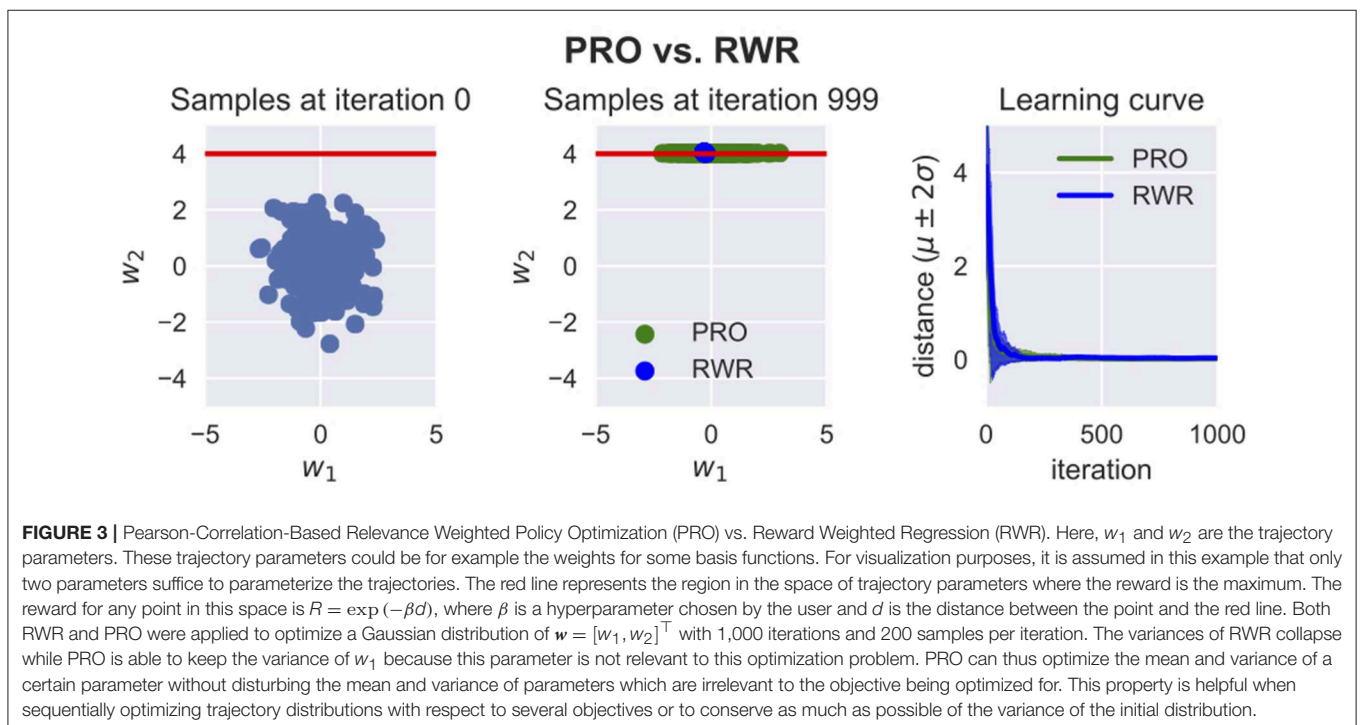 PRO vs. RWR
Samples at iteration 0
4
2
0
−2
−4
w2
−5
0
5
w1
Samples at iteration 999
4
2
0
−2
−4
w2
PRO
RWR
−5
0
5
w1
Learning curve
4
2
0
distance (μ ± 2σ)
PRO
RWR
0
500
1000
iteration
FIGURE 3 | Pearson-Correlation-Based Relevance Weighted Policy Optimization (PRO) vs. Reward Weighted Regression (RWR). Here, w1 and w2 are the trajectory
parameters. These trajectory parameters could be for example the weights for some basis functions. For visualization purposes, it is assumed in this example that only
two parameters suffice to parameterize the trajectories. The red line represents the region in the space of trajectory parameters where the reward is the maximum. The
reward for any point in this space is R = exp (−βd), where β is a hyperparameter chosen by the user and d is the distance between the point and the red line. Both
RWR and PRO were applied to optimize a Gaussian distribution of w = [w1, w2]⊤ with 1,000 iterations and 200 samples per iteration. The variances of RWR collapse
while PRO is able to keep the variance of w1 because this parameter is not relevant to this optimization problem. PRO can thus optimize the mean and variance of a
certain parameter without disturbing the mean and variance of parameters which are irrelevant to the objective being optimized for. This property is helpful when
sequentially optimizing trajectory distributions with respect to several objectives or to conserve as much as possible of the variance of the initial distribution.